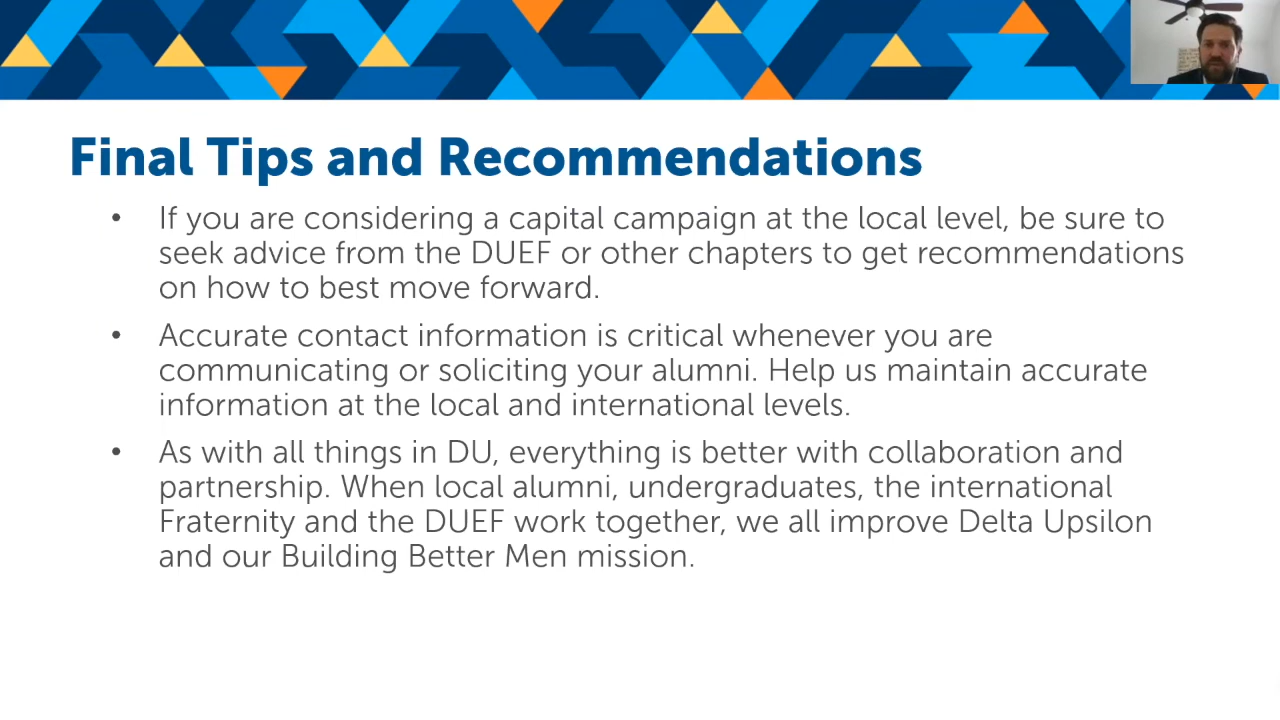 Final Tips and Recommendations
• If you are considering a capital campaign at the local level, be sure to
seek advice from the DUEF or other chapters to get recommendations
on how to best move forward.
• Accurate contact information is critical whenever you are
communicating or soliciting your alumni. Help us maintain accurate
information at the local and international levels.
• As with all things in DU, everything is better with collaboration and
partnership. When local alumni, undergraduates, the international
Fraternity and the DUEF work together, we all improve Delta Upsilon
and our Building Better Men mission.